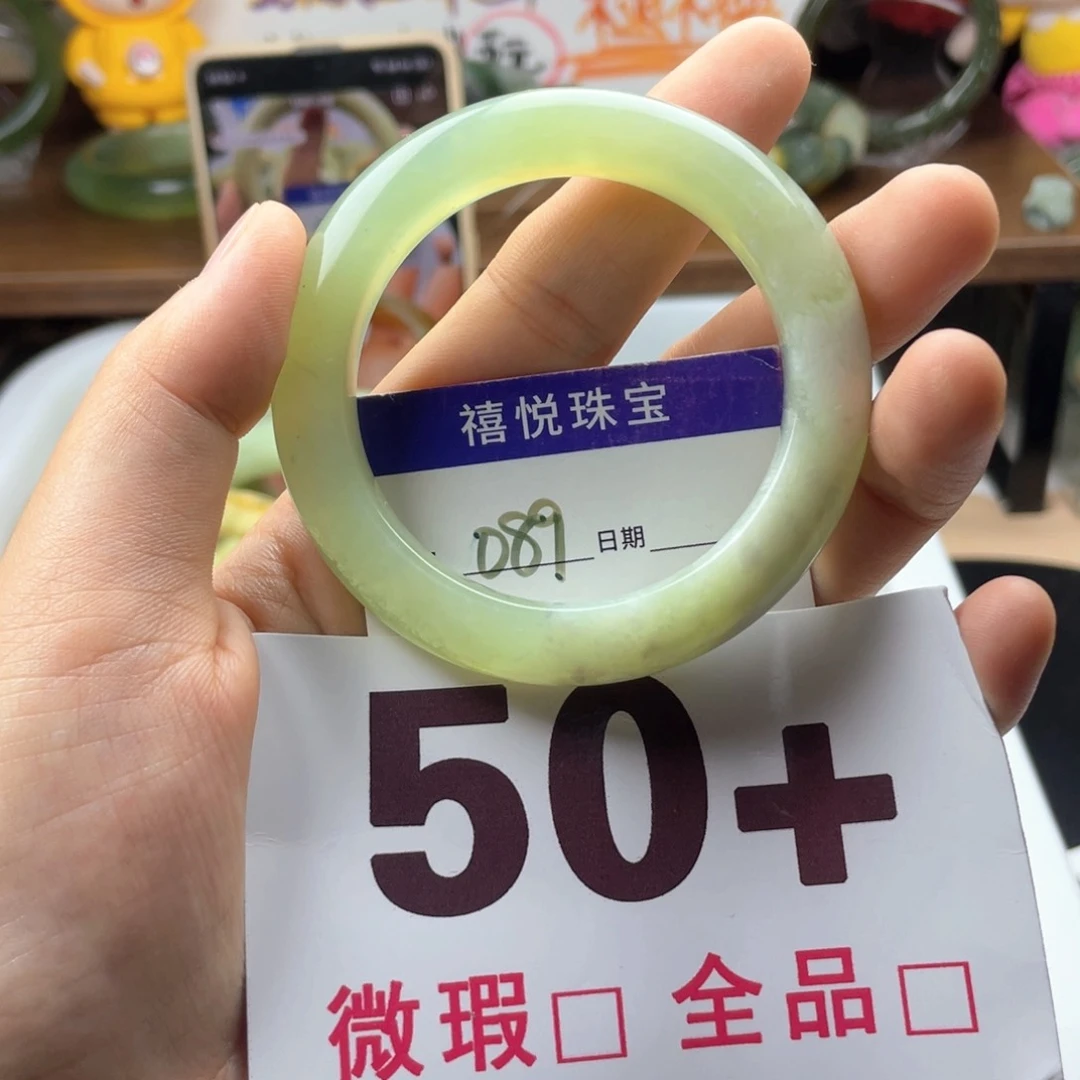 禧悦珠宝
089 日期
50+
微瑕□ 全品□